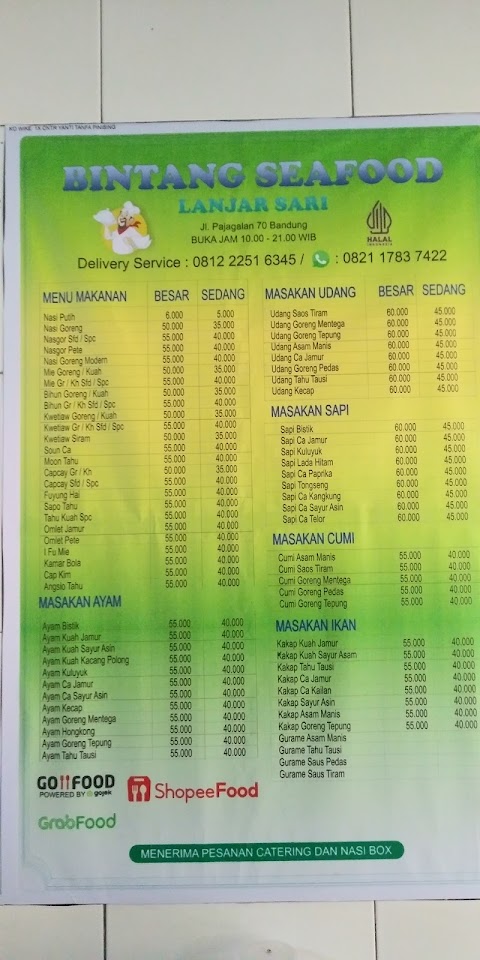 BINTANG SEAFOOD
LANJAR SARI
Jl. Pajagalan 70 Bandung
BUKA JAM 10.00 - 21.00 WIB
HALAL
INDONESIA
Delivery Service : 0812 2251 6345 / : 0821 1783 7422
MENU MAKANAN BESAR SEDANG
Nasi Putih 6.000 5.000
Nasi Goreng 50.000 35.000
Nasgor Sfd / Spc 55.000 40.000
Nasgor Pete 55.000 40.000
Nasi Goreng Modern 55.000 40.000
Mie Goreng / Kuah 50.000 35.000
Mie Gr / Kh Sfd / Spc 55.000 40.000
Bihun Goreng / Kuah 50.000 35.000
Bihun Gr / Kh Sfd / Spc 55.000 40.000
Kwetiaw Goreng / Kuah 50.000 35.000
Kwetiaw Gr / Kh Sfd / Spc 55.000 40.000
Kwetiaw Siram 50.000 35.000
Soun Ca 55.000 40.000
Moon Tahu 55.000 40.000
Capcay Gr / Kh 50.000 35.000
Capcay Sfd / Spc 55.000 40.000
Fuyung Hai 55.000 40.000
Sapo Tahu 55.000 40.000
Tahu Kuah Spc 55.000 40.000
Omlet Jamur 55.000 40.000
Omlet Pete 55.000 40.000
I Fu Mie 55.000 40.000
Kamar Bola 55.000 40.000
Cap Kim 55.000 40.000
Angsio Tahu 55.000 40.000
MASAKAN AYAM
Ayam Bistik 55.000 40.000
Ayam Kuah Jamur 55.000 40.000
Ayam Kuah Sayur Asin 55.000 40.000
Ayam Kuah Kacang Polong 55.000 40.000
Ayam Kuluyuk 55.000 40.000
Ayam Ca Jamur 55.000 40.000
Ayam Ca Sayur Asin 55.000 40.000
Ayam Kecap 55.000 40.000
Ayam Goreng Mentega 55.000 40.000
Ayam Hongkong 55.000 40.000
Ayam Goreng Tepung 55.000 40.000
Ayam Tahu Tausi 55.000 40.000
MASAKAN UDANG BESAR SEDANG
Udang Saos Tiram 60.000 45.000
Udang Goreng Mentega 60.000 45.000
Udang Goreng Tepung 60.000 45.000
Udang Asam Manis 60.000 45.000
Udang Ca Jamur 60.000 45.000
Udang Goreng Pedas 60.000 45.000
Udang Tahu Tausi 60.000 45.000
Udang Kecap 60.000 45.000
MASAKAN SAPI
Sapi Bistik 60.000 45.000
Sapi Ca Jamur 60.000 45.000
Sapi Kuluyuk 60.000 45.000
Sapi Lada Hitam 60.000 45.000
Sapi Ca Paprika 60.000 45.000
Sapi Tongseng 60.000 45.000
Sapi Ca Kangkung 60.000 45.000
Sapi Ca Sayur Asin 60.000 45.000
Sapi Ca Telor 60.000 45.000
MASAKAN CUMI
Cumi Asam Manis 55.000 40.000
Cumi Saos Tiram 55.000 40.000
Cumi Goreng Mentega 55.000 40.000
Cumi Goreng Pedas 55.000 40.000
Cumi Goreng Tepung 55.000 40.000
MASAKAN IKAN
Kakap Kuah Jamur 55.000 40.000
Kakap Kuah Sayur Asam 55.000 40.000
Kakap Tahu Tausi 55.000 40.000
Kakap Ca Jamur 55.000 40.000
Kakap Ca Kailan 55.000 40.000
Kakap Sayur Asin 55.000 40.000
Kakap Asam Manis 55.000 40.000
Kakap Goreng Tepung 55.000 40.000
Gurame Asam Manis
Gurame Tahu Tausi
Gurame Saus Pedas
Gurame Saus Tiram
GOFOOD
POWERED BY gojek
ShopeeFood
GrabFood
MENERIMA PESANAN CATERING DAN NASI BOX